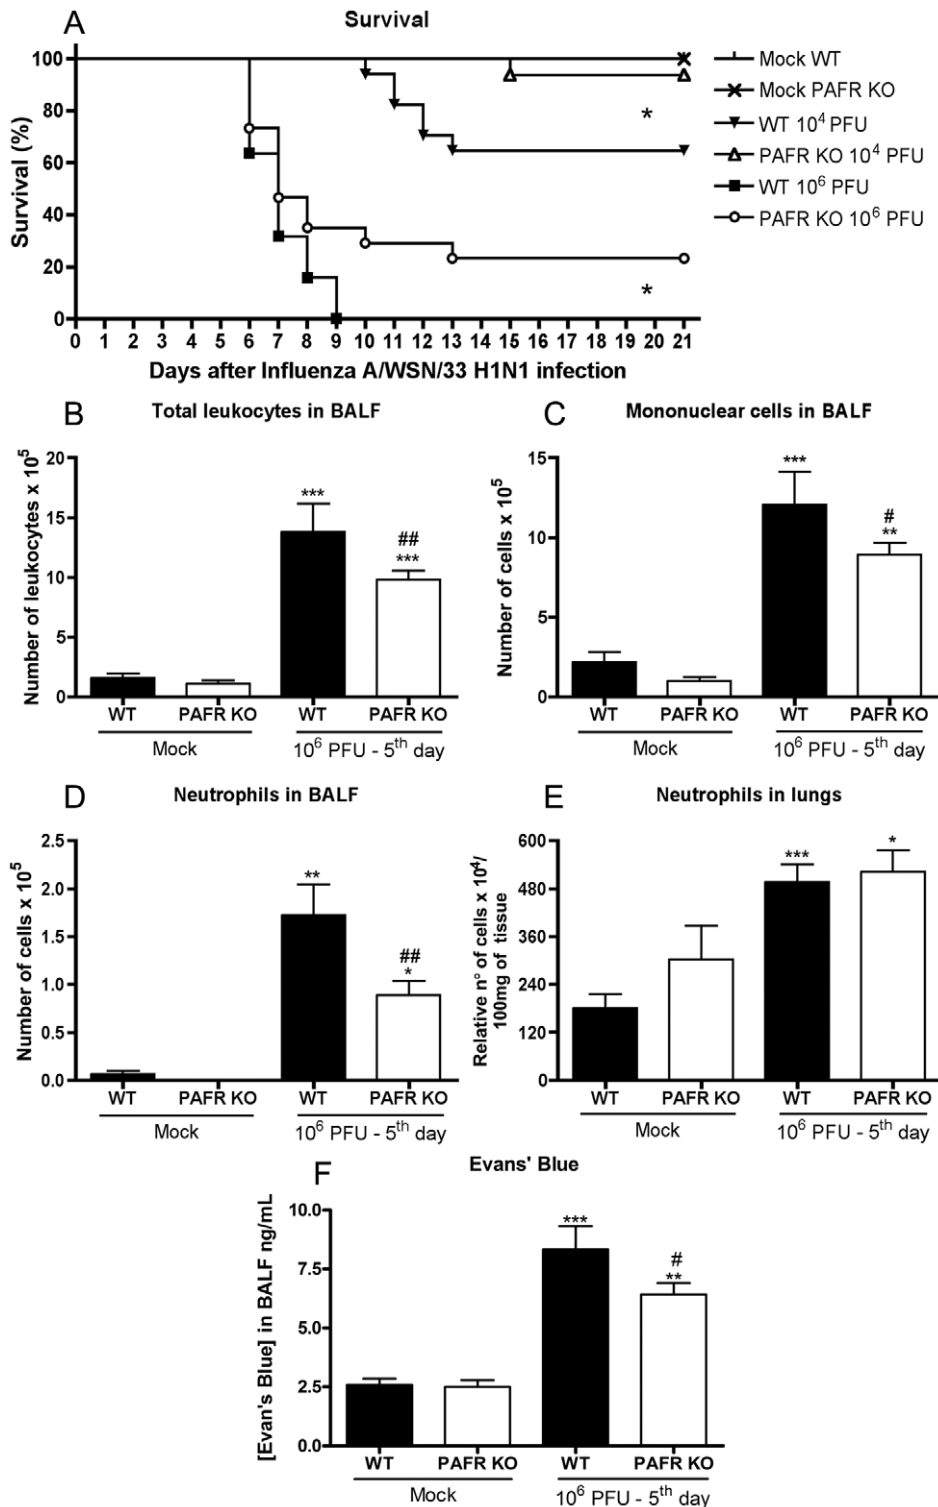 A
Survival
Survival (%)
100
80
60
40
20
0
*
*
0 1 2 3 4 5 6 7 8 9 10 11 12 13 14 15 16 17 18 19 20 21
Days after Influenza A/WSN/33 H1N1 infection
Mock WT
Mock PAFR KO
WT 10⁴ PFU
PAFR KO 10⁴ PFU
WT 10⁶ PFU
PAFR KO 10⁶ PFU
B
Total leukocytes in BALF
Number of leukocytes x 10⁵
20
15
10
5
0
***
##
***
WT PAFR KO WT PAFR KO
Mock 10⁶ PFU - 5ᵗʰ day
C
Mononuclear cells in BALF
Number of cells x 10⁵
15
10
5
0
***
#
**
WT PAFR KO WT PAFR KO
Mock 10⁶ PFU - 5ᵗʰ day
D
Neutrophils in BALF
Number of cells x 10⁵
2.5
2.0
1.5
1.0
0.5
0.0
**
##
*
WT PAFR KO WT PAFR KO
Mock 10⁶ PFU - 5ᵗʰ day
E
Neutrophils in lungs
Relative n° of cells x 10⁴/
100mg of tissue
600
480
360
240
120
0
***
*
WT PAFR KO WT PAFR KO
Mock 10⁶ PFU - 5ᵗʰ day
F
Evans' Blue
[Evan's Blue] in BALF ng/mL
10.0
7.5
5.0
2.5
0.0
***
#
**
WT PAFR KO WT PAFR KO
Mock 10⁶ PFU - 5ᵗʰ day